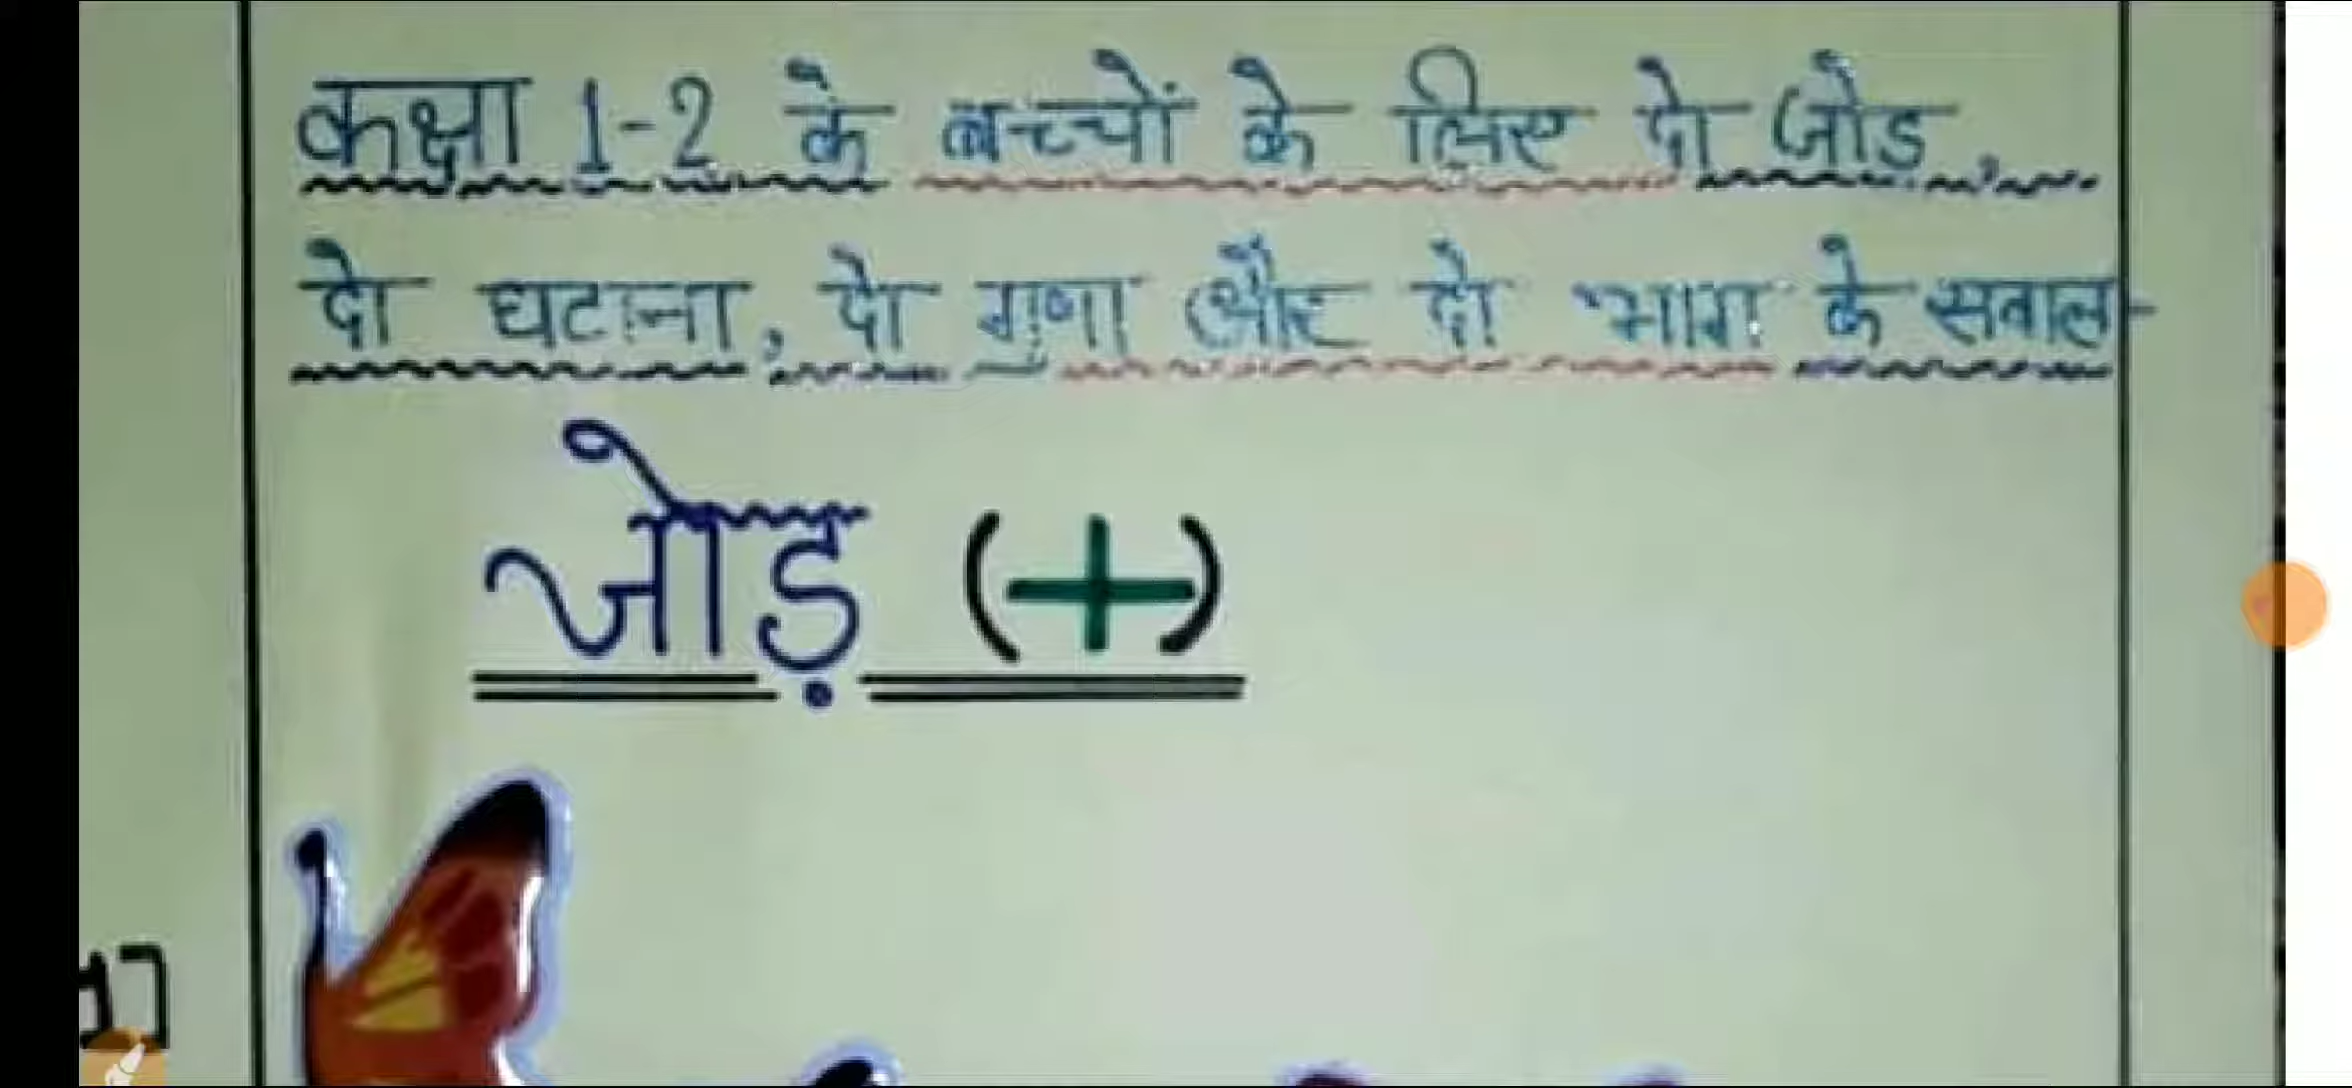 कक्षा 1-2 के बच्चों के लिए दो जोड़,
दो घटाना, दो गुणा और दो भाग के सवाल-
जोड़ (+)